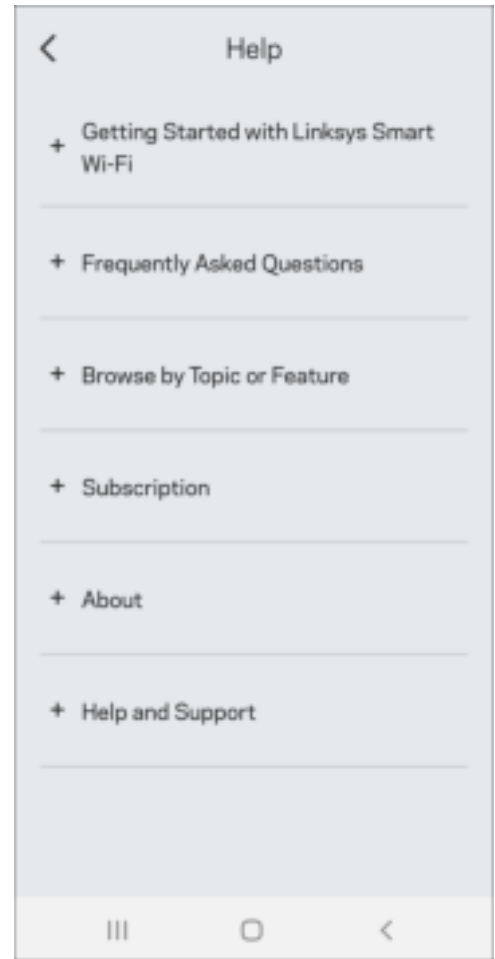 Help
Getting Started with Linksys Smart
Wi-Fi
Frequently Asked Questions
Browse by Topic or Feature
Subscription
About
Help and Support